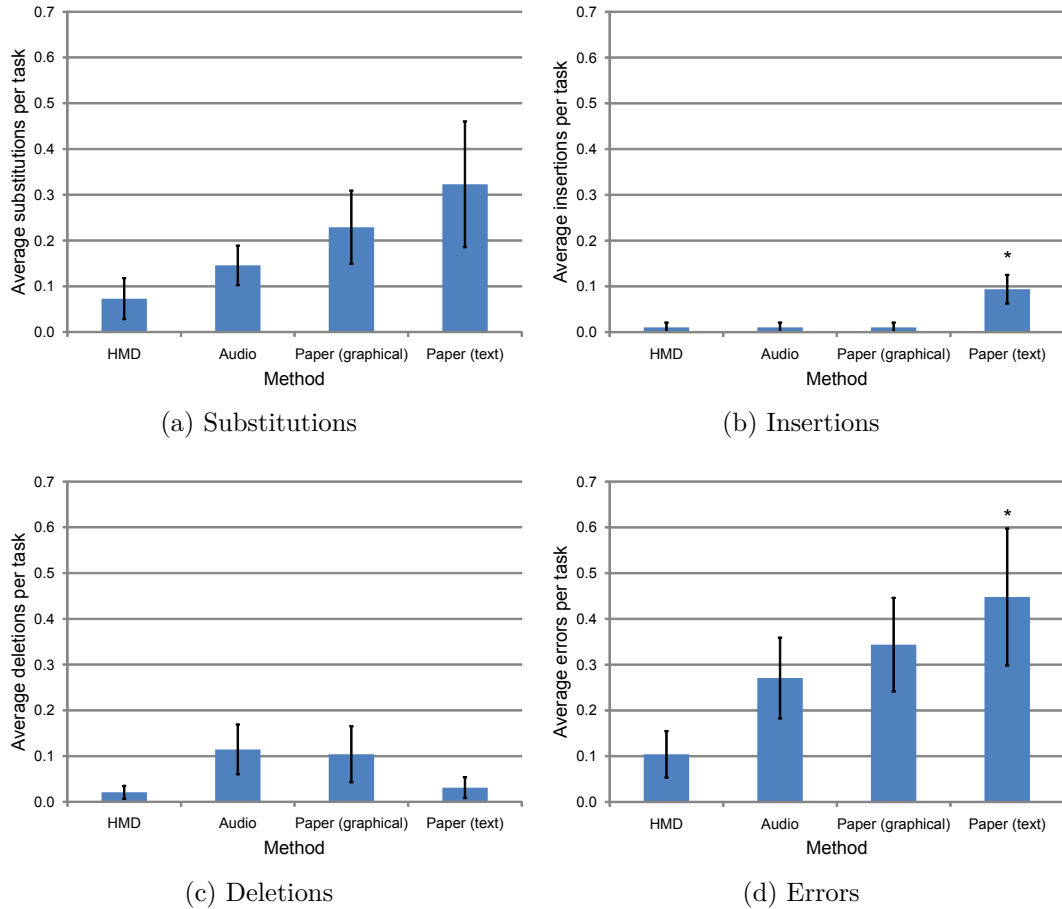 0.7
0.6
0.5
0.4
0.3
0.2
0.1
0.0
Average substitutions per task
HMD Audio Paper (graphical) Paper (text)
Method
(a) Substitutions
0.7
0.6
0.5
0.4
0.3
0.2
0.1
0.0
Average insertions per task
*
HMD Audio Paper (graphical) Paper (text)
Method
(b) Insertions
0.7
0.6
0.5
0.4
0.3
0.2
0.1
0.0
Average deletions per task
HMD Audio Paper (graphical) Paper (text)
Method
(c) Deletions
0.7
0.6
0.5
0.4
0.3
0.2
0.1
0.0
Average errors per task
*
HMD Audio Paper (graphical) Paper (text)
Method
(d) Errors